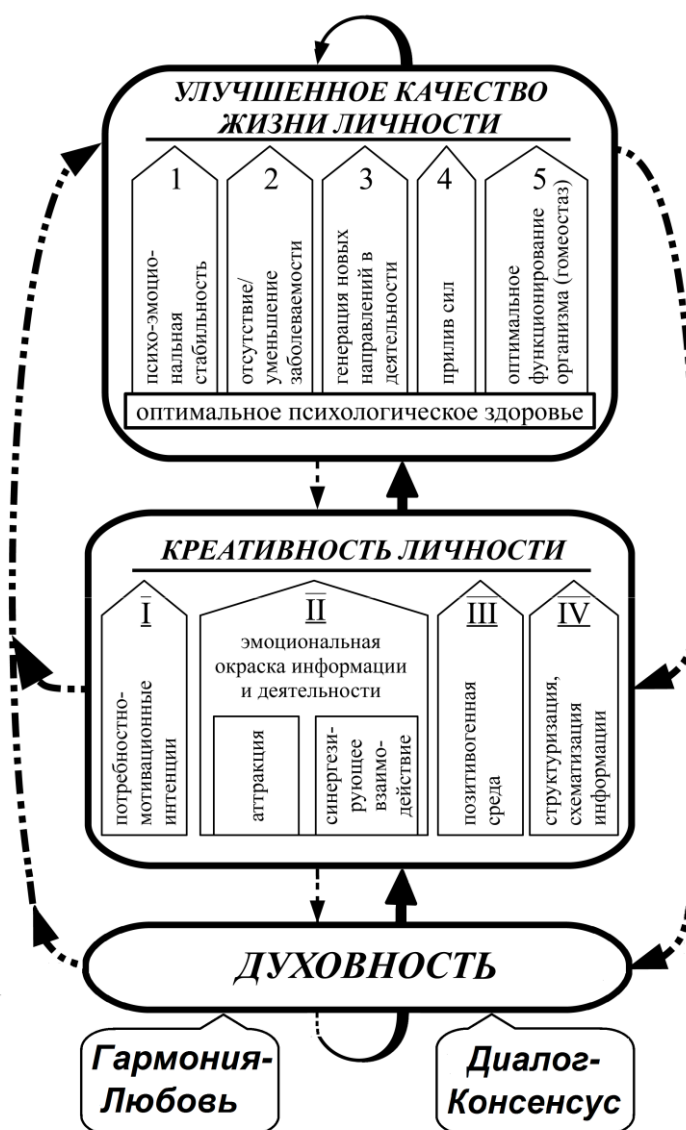 УЛУЧШЕННОЕ КАЧЕСТВО
ЖИЗНИ ЛИЧНОСТИ
1
психо-эмоцио-
нальная
стабильность
2
отсутствие/
уменьшение
заболеваемости
3
генерация новых
направлений в
деятельности
4
прилив сил
5
оптимальное
функционирование
организма (гомеостаз)
оптимальное психологическое здоровье
КРЕАТИВНОСТЬ ЛИЧНОСТИ
I
потребностно-
мотивационные
интенции
II
эмоциональная
окраска информации
и деятельности
аттракция
синергези-
рующее
взаимо-
действие
III
позитивогенная
среда
IV
структуризация,
схематизация
информации
ДУХОВНОСТЬ
Гармония-
Любовь
Диалог-
Консенсус